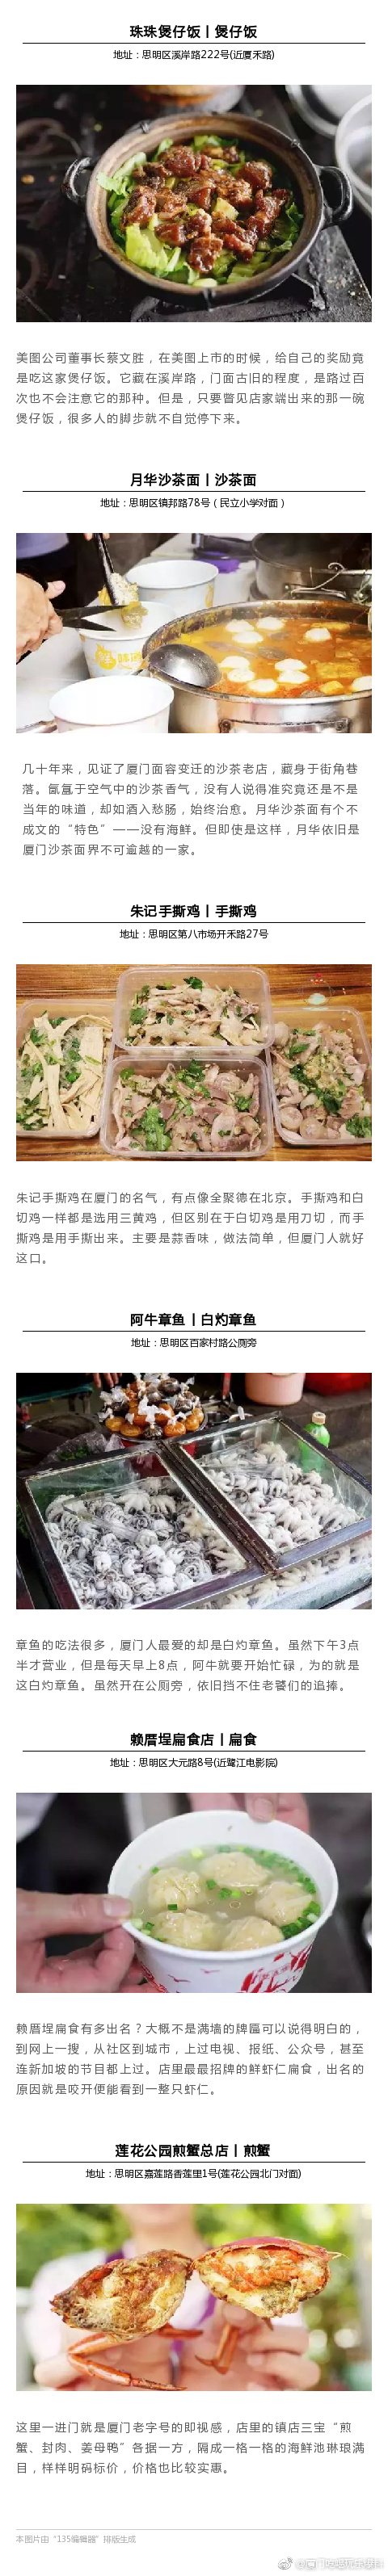 珠珠煲仔饭丨煲仔饭
地址：思明区溪岸路222号(近厦禾路)
美图公司董事长蔡文胜，在美图上市的时候，给自己的奖励竟
是吃这家煲仔饭。它藏在溪岸路，门面古旧的程度，是路过百
次也不会注意它的那种。但是，只要瞥见店家端出来的那一碗
煲仔饭，很多人的脚步就不自觉停下来。
月华沙茶面丨沙茶面
地址：思明区镇邦路78号（民立小学对面）
几十年来，见证了厦门面容变迁的沙茶老店，藏身于街角巷
落。氤氲于空气中的沙茶香气，没有人说得准究竟还是不是
当年的味道，却如酒入愁肠，始终治愈。月华沙茶面有个不
成文的“特色”——没有海鲜。但即使是这样，月华依旧是
厦门沙茶面界不可逾越的一家。
朱记手撕鸡丨手撕鸡
地址：思明区第八市场开禾路27号
朱记手撕鸡在厦门的名气，有点像全聚德在北京。手撕鸡和白
切鸡一样都是选用三黄鸡，但区别在于白切鸡是用刀切，而手
撕鸡是用手撕出来。主要是蒜香味，做法简单，但厦门人就好
这口。
阿牛章鱼丨白灼章鱼
地址：思明区百家村路公厕旁
章鱼的吃法很多，厦门人最爱的却是白灼章鱼。虽然下午3点
半才营业，但是每天早上8点，阿牛就要开始忙碌，为的就是
这白灼章鱼。虽然开在公厕旁，依旧挡不住老饕们的追捧。
赖厝埕扁食店丨扁食
地址：思明区大元路8号(近鹭江电影院)
赖厝埕扁食有多出名？大概不是满墙的牌匾可以说得明白的，
到网上一搜，从社区到城市，上过电视、报纸、公众号，甚至
连新加坡的节目都上过。店里最最招牌的鲜虾仁扁食，出名的
原因就是咬开便能看到一整只虾仁。
莲花公园煎蟹总店丨煎蟹
地址：思明区嘉莲路香莲里1号(莲花公园北门对面)
这里一进门就是厦门老字号的即视感，店里的镇店三宝“煎
蟹、封肉、姜母鸭”各据一方，隔成一格一格的海鲜池琳琅满
目，样样明码标价，价格也比较实惠。
本图片由“135编辑器”排版生成